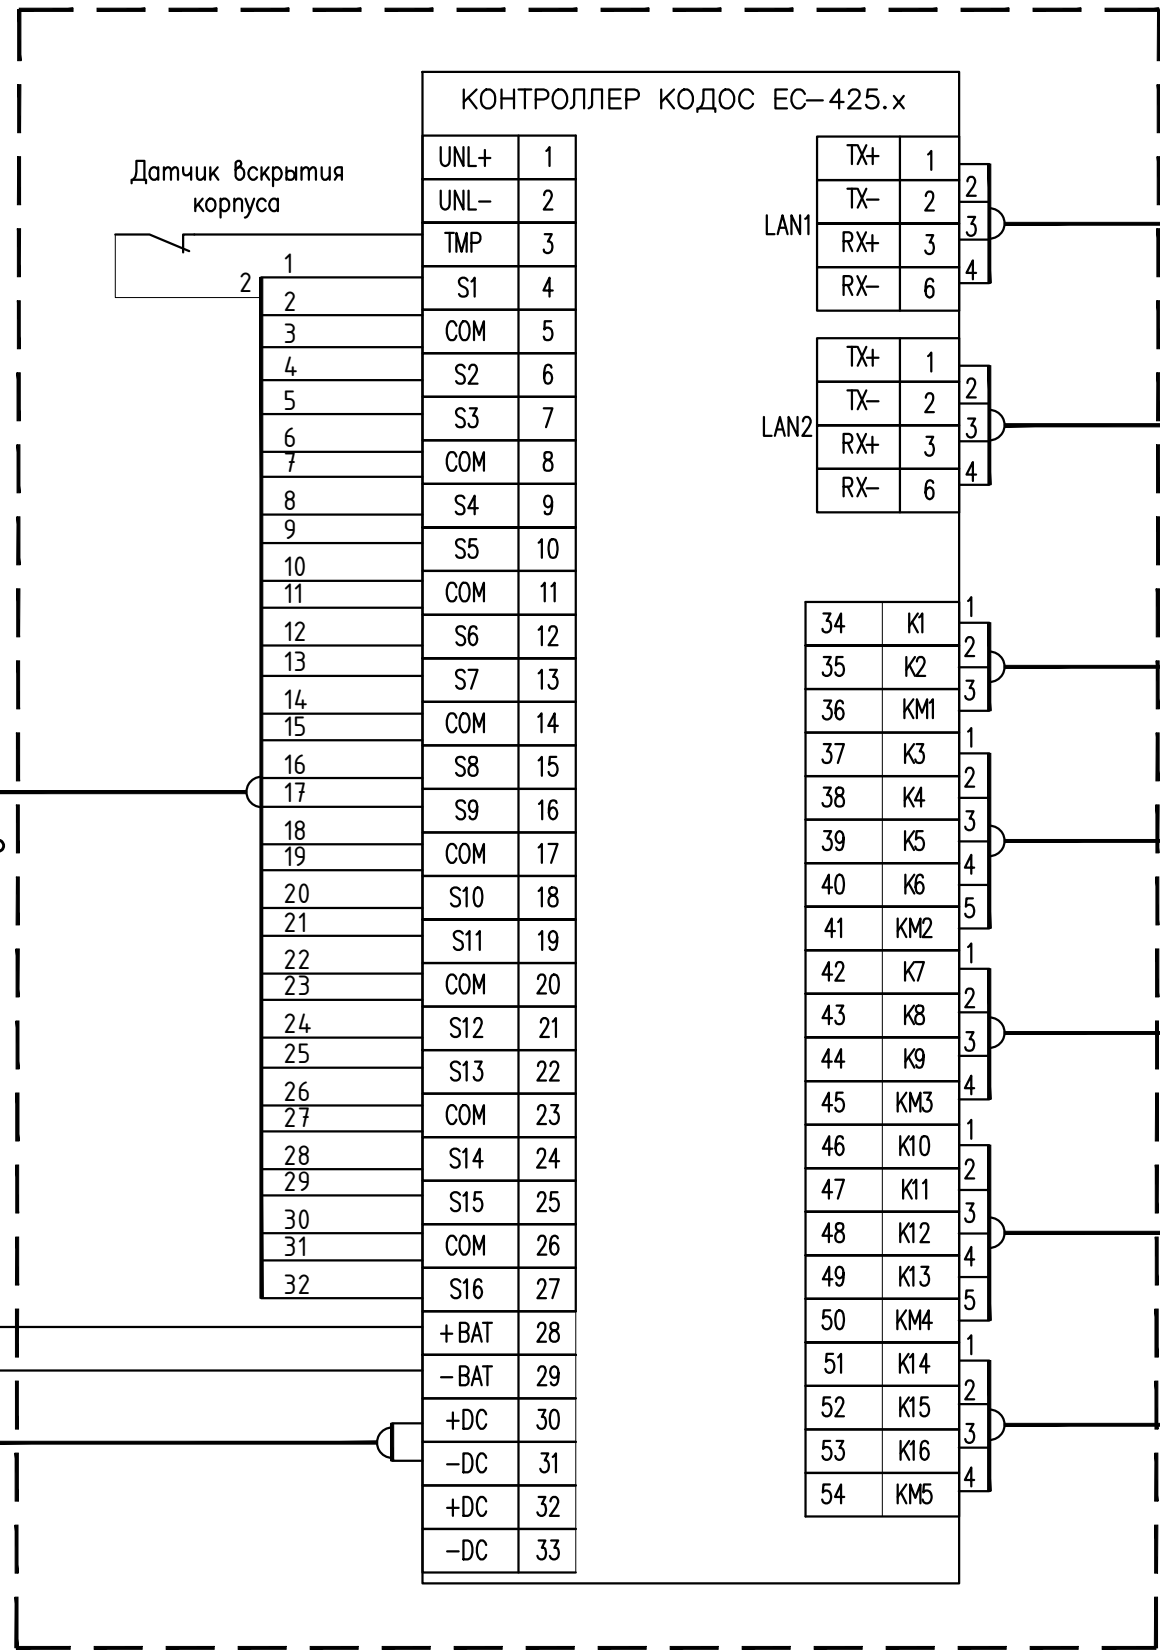 КОНТРОЛЛЕР КОДОС ЕС-425.х
Датчик вскрытия
корпуса
UNL+ 1
UNL- 2
TMP 3
1
S1 4
2
2
COM 5
3
S2 6
4
S3 7
5
COM 8
6
7
S4 9
8
S5 10
9
COM 11
10
11
S6 12
12
S7 13
13
COM 14
14
15
S8 15
16
S9 16
17
COM 17
18
19
S10 18
20
S11 19
21
COM 20
22
23
S12 21
24
S13 22
25
COM 23
26
27
S14 24
28
S15 25
29
COM 26
30
31
S16 27
32
+BAT 28
-BAT 29
+DC 30
-DC 31
+DC 32
-DC 33
LAN1
TX+ 1
TX- 2
RX+ 3
RX- 6
2
3
4
LAN2
TX+ 1
TX- 2
RX+ 3
RX- 6
2
3
4
34 K1
35 K2
36 KM1
1
2
3
37 K3
38 K4
39 K5
40 K6
41 KM2
1
2
3
4
5
42 K7
43 K8
44 K9
45 KM3
1
2
3
4
46 K10
47 K11
48 K12
49 K13
50 KM4
1
2
3
4
5
51 K14
52 K15
53 K16
54 KM5
1
2
3
4